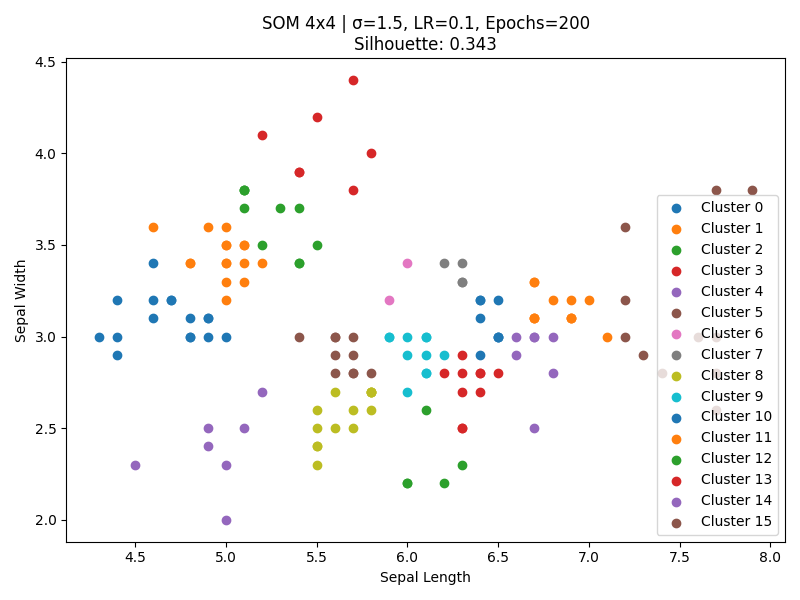 SOM 4x4 | σ=1.5, LR=0.1, Epochs=200
Silhouette: 0.343
Sepal Width
4.5
4.0
3.5
3.0
2.5
2.0
Cluster 0
Cluster 1
Cluster 2
Cluster 3
Cluster 4
Cluster 5
Cluster 6
Cluster 7
Cluster 8
Cluster 9
Cluster 10
Cluster 11
Cluster 12
Cluster 13
Cluster 14
Cluster 15
4.5 5.0 5.5 6.0 6.5 7.0 7.5 8.0
Sepal Length